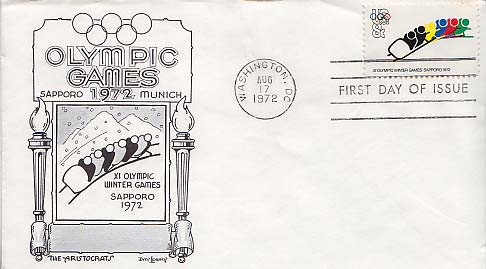 OLYMPIC
GAMES
SAPPORO 1972 MUNICH
XI OLYMPIC
WINTER GAMES
SAPPORO
1972
"THE ARISTOCRATS"
WASHINGTON, DC
AUG
17
1972
US
8c
XI OLYMPIC WINTER GAMES SAPPORO 1972
FIRST DAY OF ISSUE